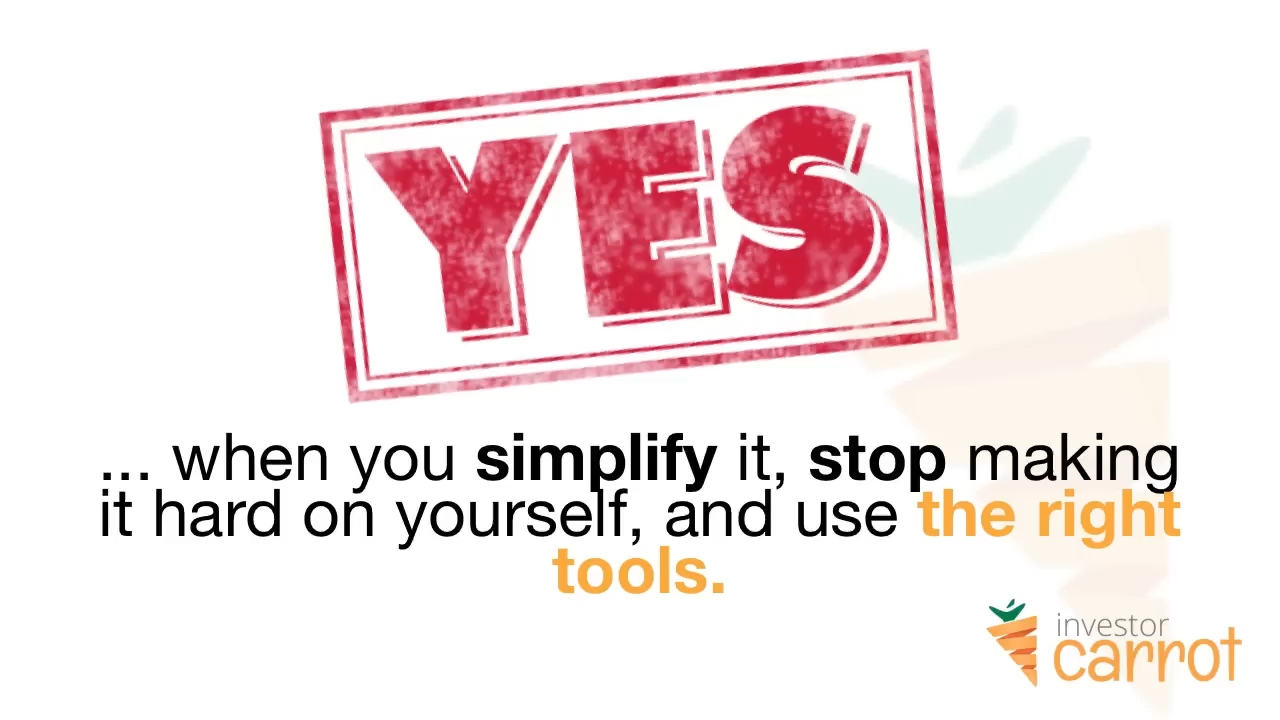 YES
... when you simplify it, stop making
it hard on yourself, and use the right
tools.
investor
carrot